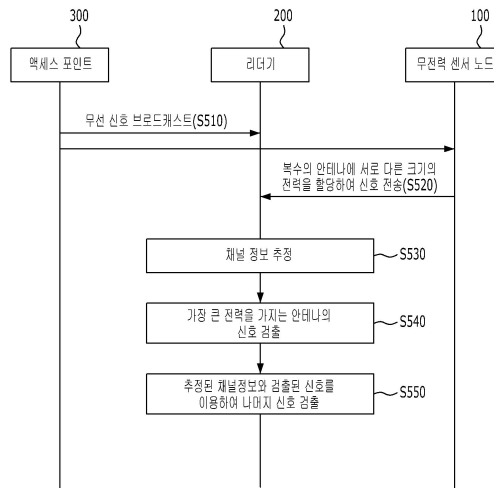 300
200
100
액세스 포인트
리더기
무전력 센서 노드
무선 신호 브로드캐스트(S510)
복수의 안테나에 서로 다른 크기의
전력을 할당하여 신호 전송(S520)
채널 정보 추정
S530
가장 큰 전력을 가지는 안테나의
신호 검출
S540
추정된 채널정보와 검출된 신호를
이용하여 나머지 신호 검출
S550